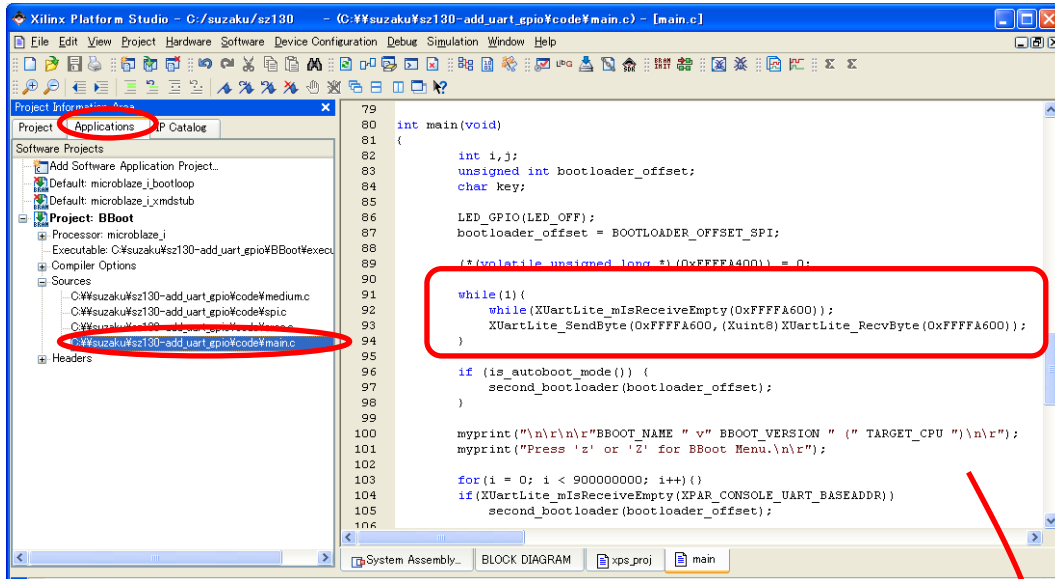 Xilinx Platform Studio - C:/suzaku/sz130 - (C:¥¥suzaku¥sz130-add_uart_gpio¥code¥main.c) - [main.c]
File Edit View Project Hardware Software Device Configuration Debug Simulation Window Help
Project Information Area
Project Applications IP Catalog
Software Projects
Add Software Application Project...
Default: microblaze_i_bootloop
Default: microblaze_i_xmdstub
Project: BBoot
Processor: microblaze_i
Executable: C:¥suzaku¥sz130-add_uart_gpio¥BBoot¥execu
Compiler Options
Sources
C:¥¥suzaku¥sz130-add_uart_gpio¥code¥medium.c
C:¥¥suzaku¥sz130-add_uart_gpio¥code¥spi.c
C:¥¥suzaku¥sz130-add_uart_gpio¥code¥main.c
Headers
79
80 int main(void)
81 {
82 int i,j;
83 unsigned int bootloader_offset;
84 char key;
85
86 LED_GPIO(LED_OFF);
87 bootloader_offset = BOOTLOADER_OFFSET_SPI;
88
89 (*(volatile unsigned long *)(0xFFFFA400)) = 0;
90
91 while(1){
92 while(XUartLite_mIsReceiveEmpty(0xFFFFA600));
93 XUartLite_SendByte(0xFFFFA600,(Xuint8)XUartLite_RecvByte(0xFFFFA600));
94 }
95
96 if (is_autoboot_mode()) {
97 second_bootloader(bootloader_offset);
98 }
99
100 myprint("\n\r\n\r"BBOOT_NAME " v" BBOOT_VERSION " (" TARGET_CPU ")\n\r");
101 myprint("Press 'z' or 'Z' for BBoot Menu.\n\r");
102
103 for(i = 0; i < 900000000; i++){}
104 if(XUartLite_mIsReceiveEmpty(XPAR_CONSOLE_UART_BASEADDR))
105 second_bootloader(bootloader_offset);
106
System Assembly... BLOCK DIAGRAM xps_proj main